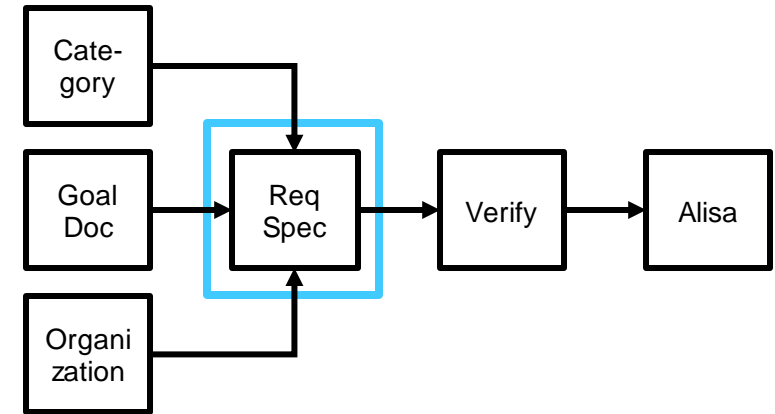 Cate-
gory
Goal
Doc
Req
Spec
Verify
Alisa
Organi
zation